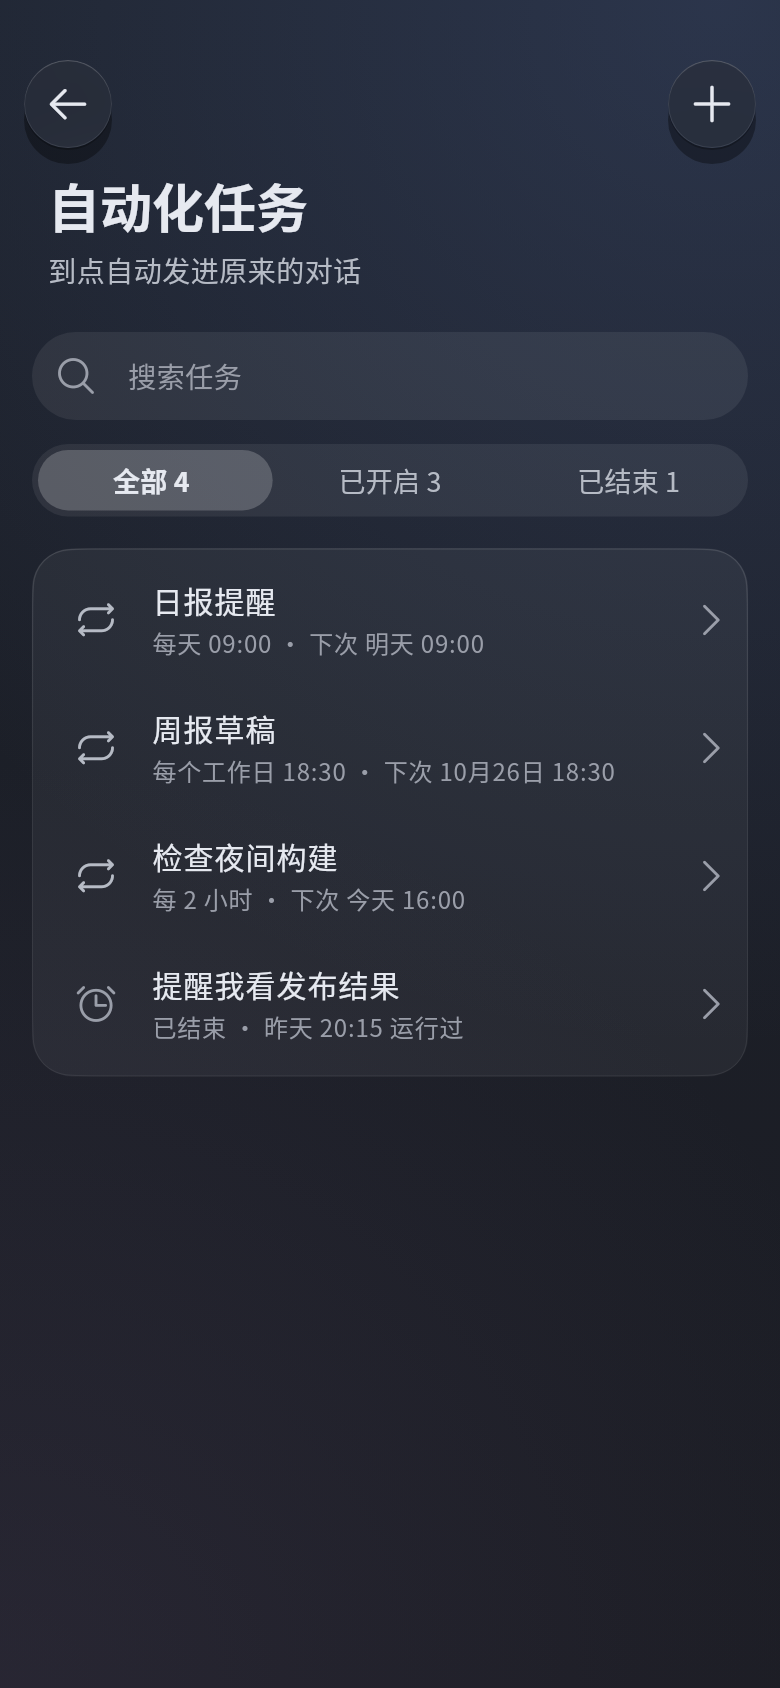 自动化任务
到点自动发进原来的对话
搜索任务
全部 4
已开启 3
已结束 1
日报提醒
每天 09:00 · 下次 明天 09:00
周报草稿
每个工作日 18:30 · 下次 10月26日 18:30
检查夜间构建
每 2 小时 · 下次 今天 16:00
提醒我看发布结果
已结束 · 昨天 20:15 运行过